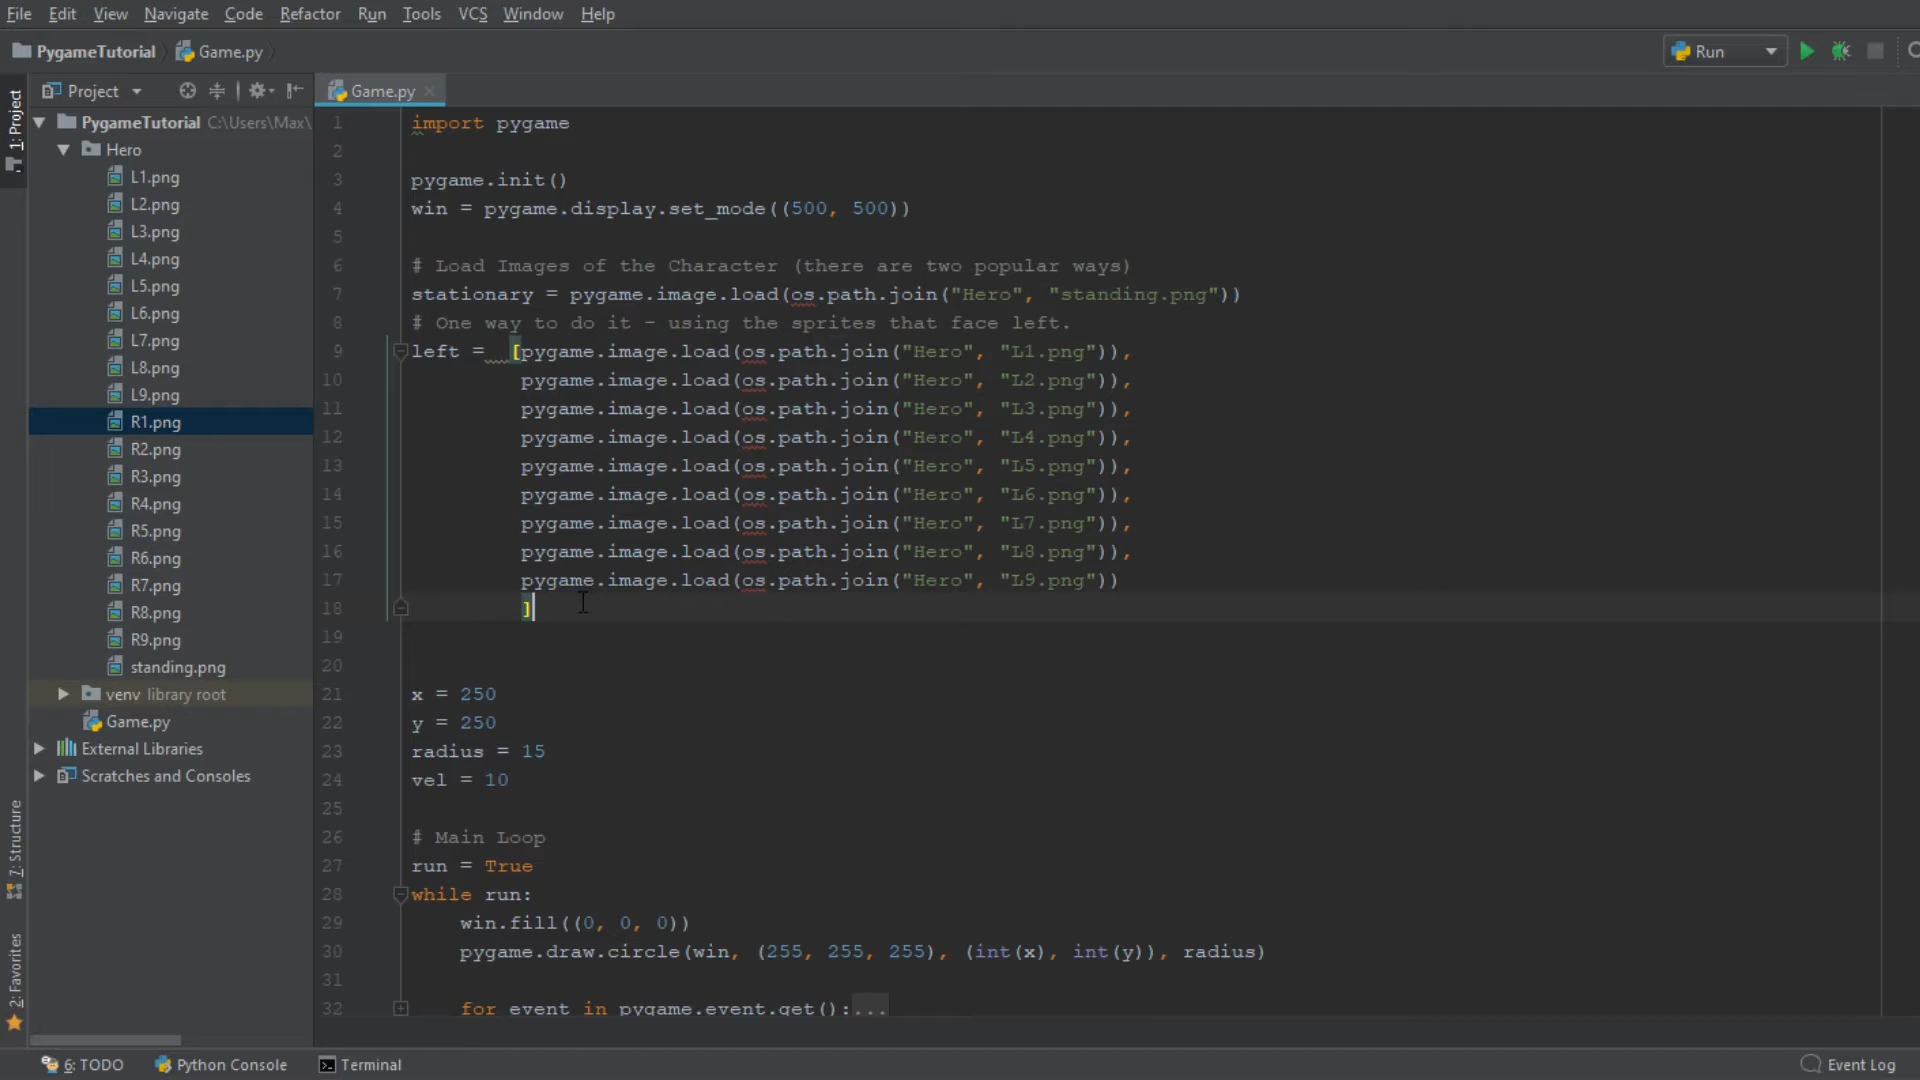 File Edit View Navigate Code Refactor Run Tools VCS Window Help
PygameTutorial Game.py Run
1: Project
Project
Game.py
PygameTutorial C:\Users\Max\
Hero
L1.png
L2.png
L3.png
L4.png
L5.png
L6.png
L7.png
L8.png
L9.png
R1.png
R2.png
R3.png
R4.png
R5.png
R6.png
R7.png
R8.png
R9.png
standing.png
venv library root
Game.py
External Libraries
Scratches and Consoles
7: Structure
2: Favorites
1 import pygame
2
3 pygame.init()
4 win = pygame.display.set_mode((500, 500))
5
6 # Load Images of the Character (there are two popular ways)
7 stationary = pygame.image.load(os.path.join("Hero", "standing.png"))
8 # One way to do it - using the sprites that face left.
9 left =  [pygame.image.load(os.path.join("Hero", "L1.png")),
10 pygame.image.load(os.path.join("Hero", "L2.png")),
11 pygame.image.load(os.path.join("Hero", "L3.png")),
12 pygame.image.load(os.path.join("Hero", "L4.png")),
13 pygame.image.load(os.path.join("Hero", "L5.png")),
14 pygame.image.load(os.path.join("Hero", "L6.png")),
15 pygame.image.load(os.path.join("Hero", "L7.png")),
16 pygame.image.load(os.path.join("Hero", "L8.png")),
17 pygame.image.load(os.path.join("Hero", "L9.png"))
18 ]
19
20
21 x = 250
22 y = 250
23 radius = 15
24 vel = 10
25
26 # Main Loop
27 run = True
28 while run:
29 win.fill((0, 0, 0))
30 pygame.draw.circle(win, (255, 255, 255), (int(x), int(y)), radius)
31
32 for event in pygame.event.get():...
6: TODO Python Console Terminal Event Log